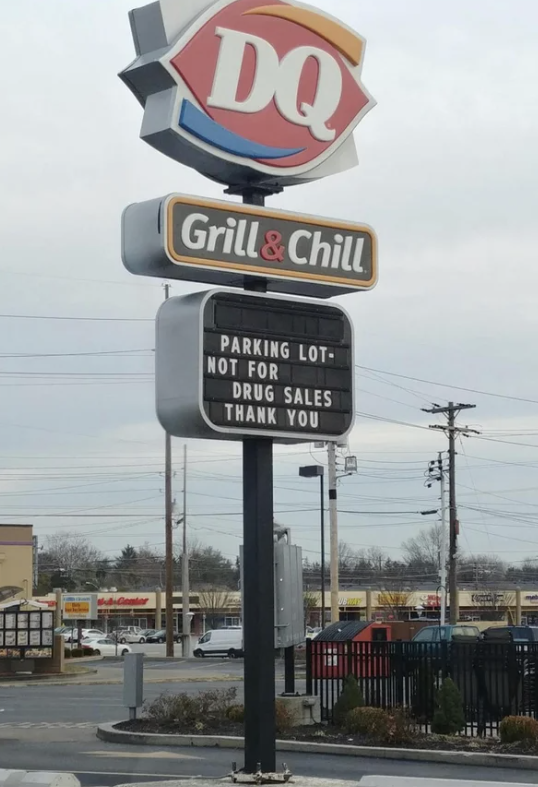 DQ
Grill & Chill
PARKING LOT-
NOT FOR
DRUG SALES
THANK YOU